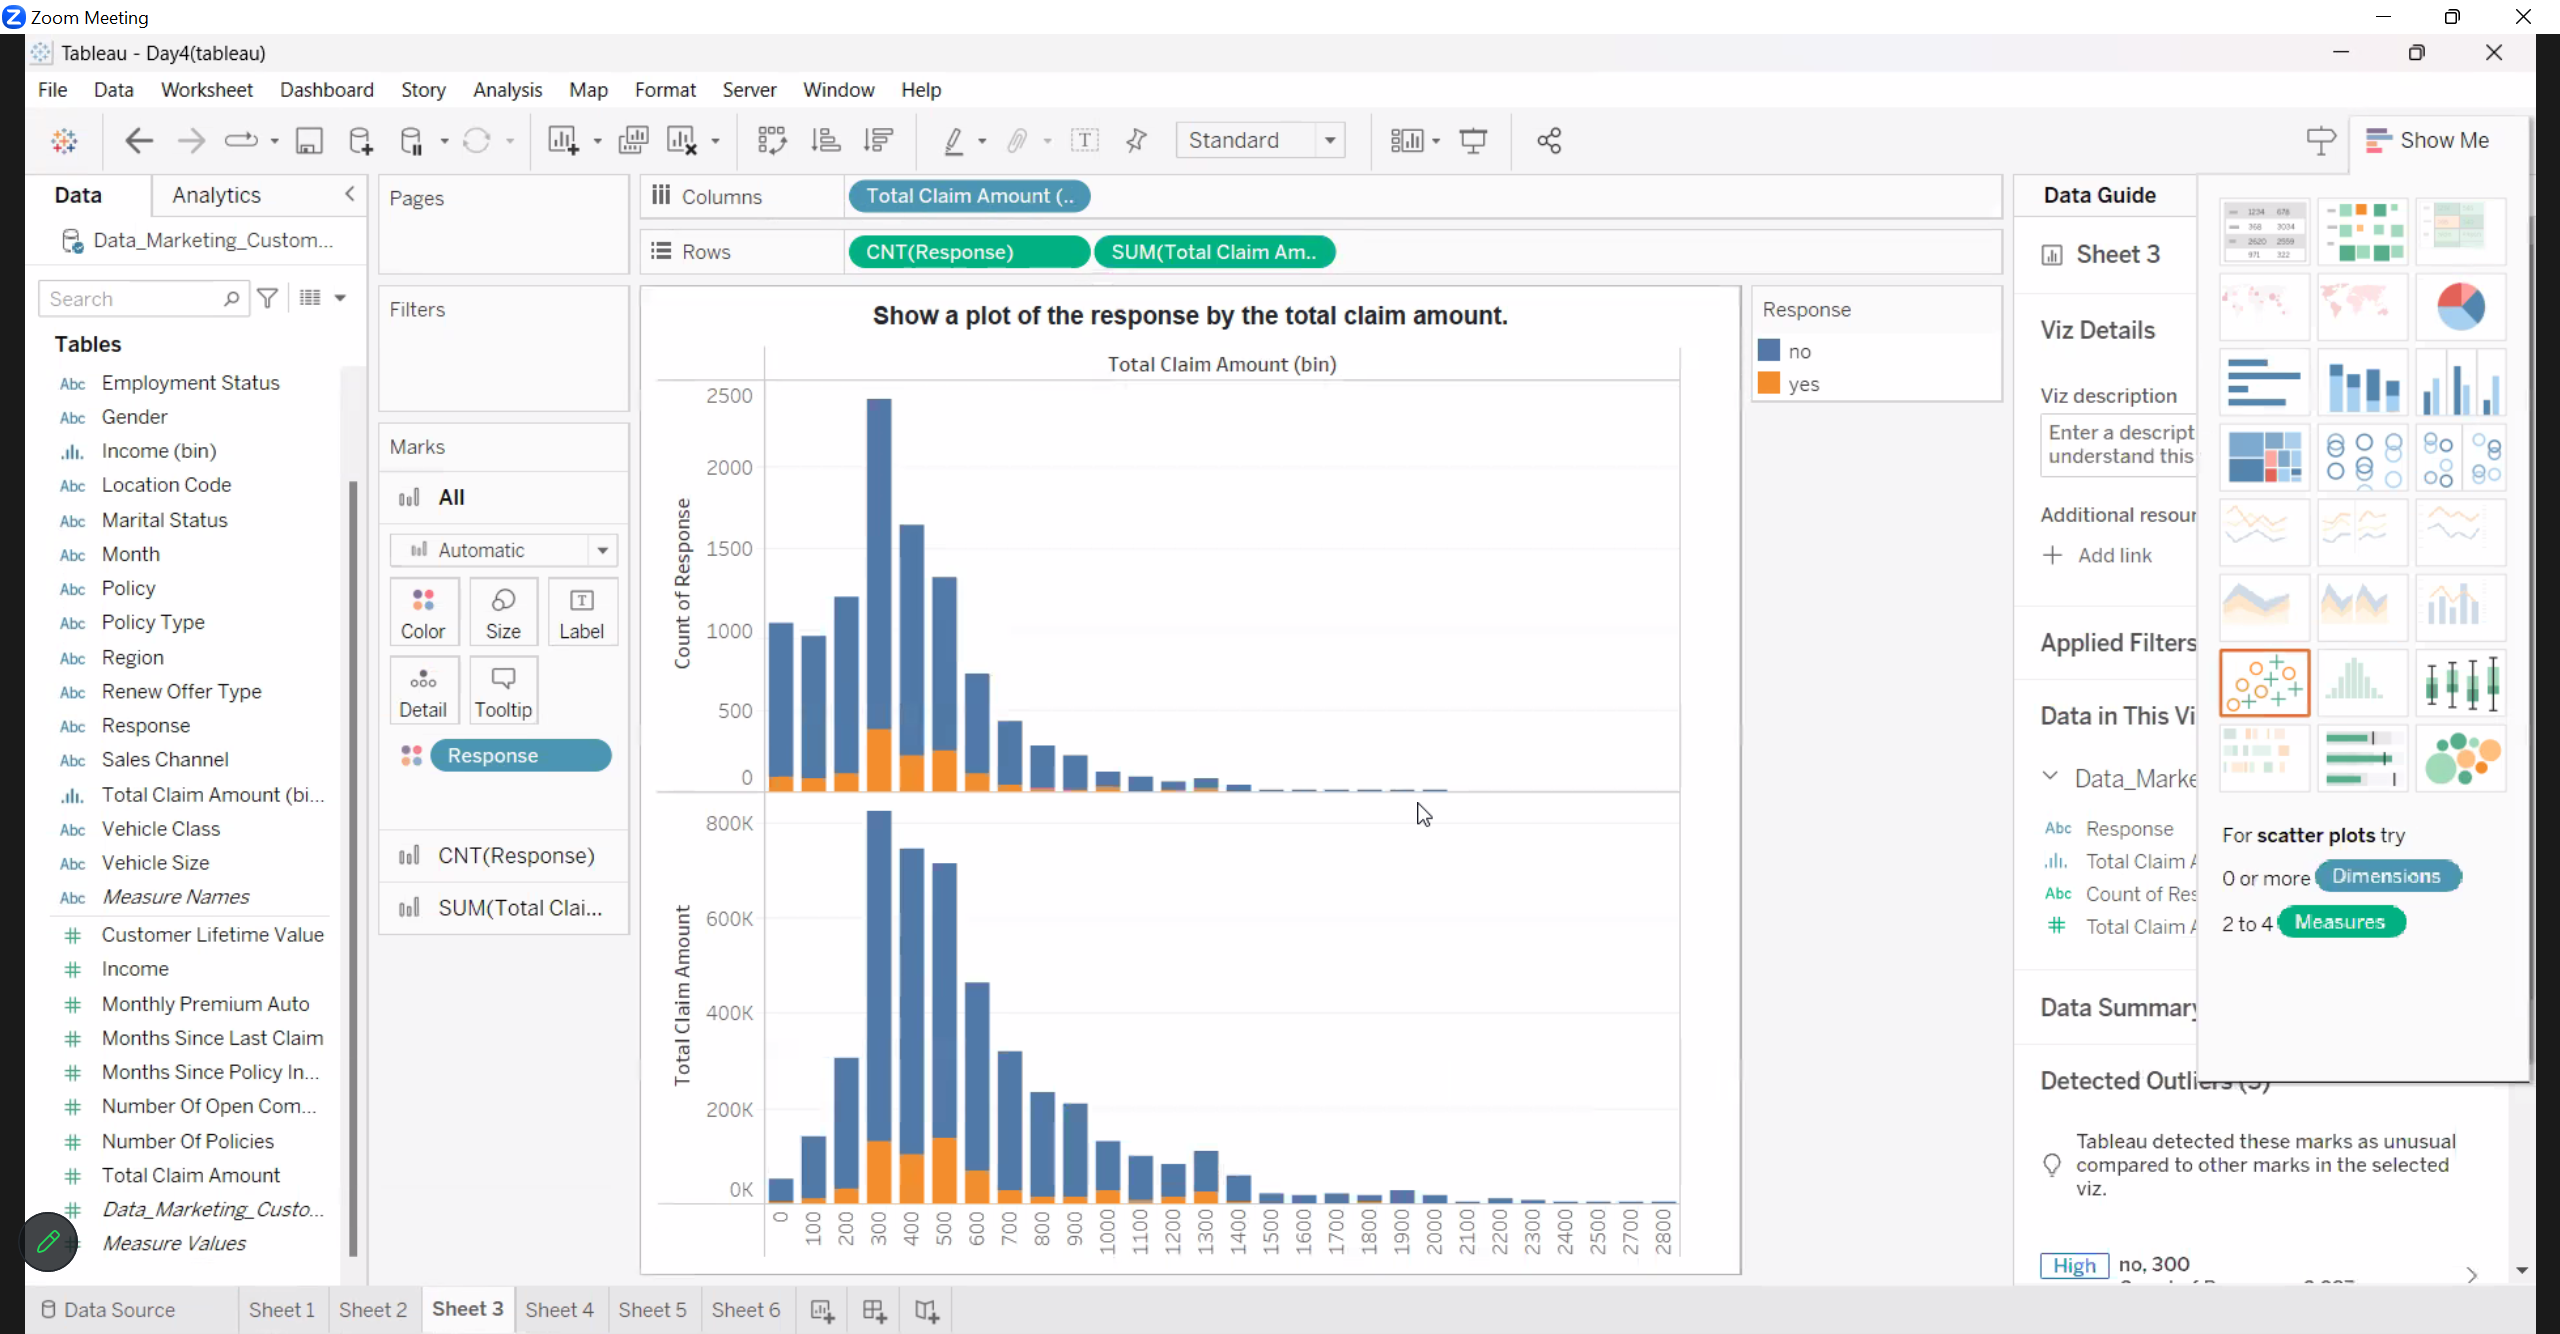 Zoom Meeting
Tableau - Day4(tableau)
File Data Worksheet Dashboard Story Analysis Map Format Server Window Help
Standard
Show Me
Data Analytics
Data_Marketing_Custom...
Search
Tables
Abc Employment Status
Abc Gender
Income (bin)
Abc Location Code
Abc Marital Status
Abc Month
Abc Policy
Abc Policy Type
Abc Region
Abc Renew Offer Type
Abc Response
Abc Sales Channel
Total Claim Amount (bi...
Abc Vehicle Class
Abc Vehicle Size
Abc Measure Names
# Customer Lifetime Value
# Income
# Monthly Premium Auto
# Months Since Last Claim
# Months Since Policy In...
# Number Of Open Com...
# Number Of Policies
# Total Claim Amount
# Data_Marketing_Custo...
# Measure Values
Pages
Filters
Marks
All
Automatic
Color Size Label
Detail Tooltip
Response
CNT(Response)
SUM(Total Clai...
Columns Total Claim Amount (..
Rows CNT(Response) SUM(Total Claim Am..
Show a plot of the response by the total claim amount.
Total Claim Amount (bin)
Count of Response
2500
2000
1500
1000
500
0
Total Claim Amount
800K
600K
400K
200K
0K
0 100 200 300 400 500 600 700 800 900 1000 1100 1200 1300 1400 1500 1600 1700 1800 1900 2000 2100 2200 2300 2400 2500 2700 2800
Response
no
yes
Data Guide
Sheet 3
Viz Details
Viz description
Enter a descript
understand this
Additional resour
Add link
Applied Filters
Data in This Vi
Data_Marke
Abc Response
Total Claim A
Abc Count of Res
# Total Claim A
Data Summary
Detected Outliers
Tableau detected these marks as unusual
compared to other marks in the selected
viz.
High no, 300
1234 678
368 3034
2620 2559
971 322
For scatter plots try
0 or more Dimensions
2 to 4 Measures
Data Source Sheet 1 Sheet 2 Sheet 3 Sheet 4 Sheet 5 Sheet 6